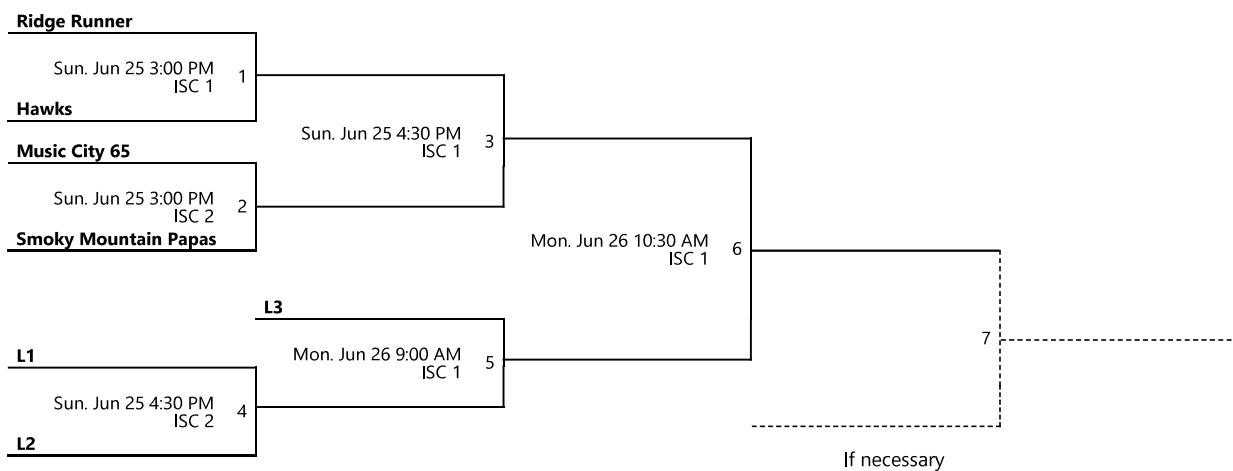 Ridge Runner
Sun. Jun 25 3:00 PM
1
ISC 1
Hawks
Sun. Jun 25 4:30 PM
3
ISC 1
Music City 65
Sun. Jun 25 3:00 PM
2
ISC 2
Smoky Mountain Papas
Mon. Jun 26 10:30 AM
6
ISC 1
L3
Mon. Jun 26 9:00 AM
5
ISC 1
7
L1
Sun. Jun 25 4:30 PM
4
ISC 2
L2
If necessary